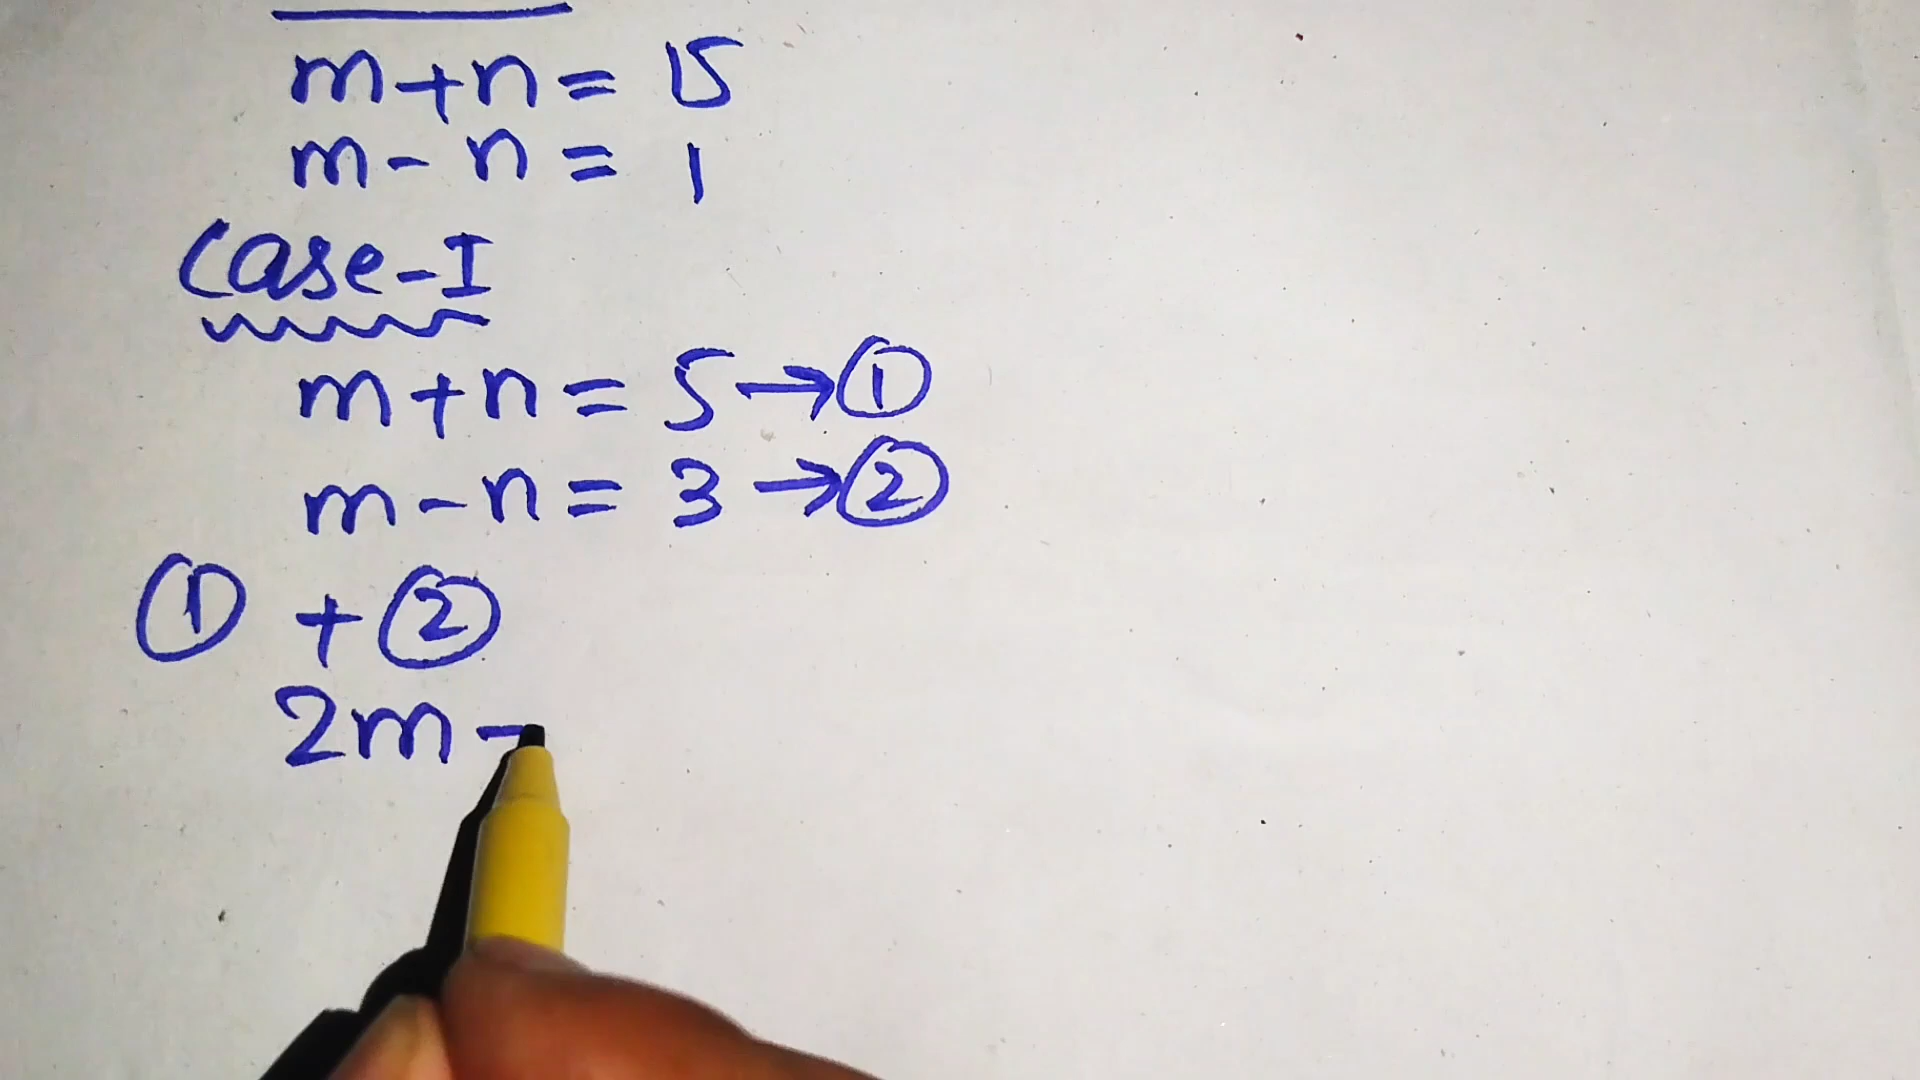 m+n = 15
m-n = 1
Case-I
m+n = 5 → ①
m-n = 3 → ②
① + ②
2m -